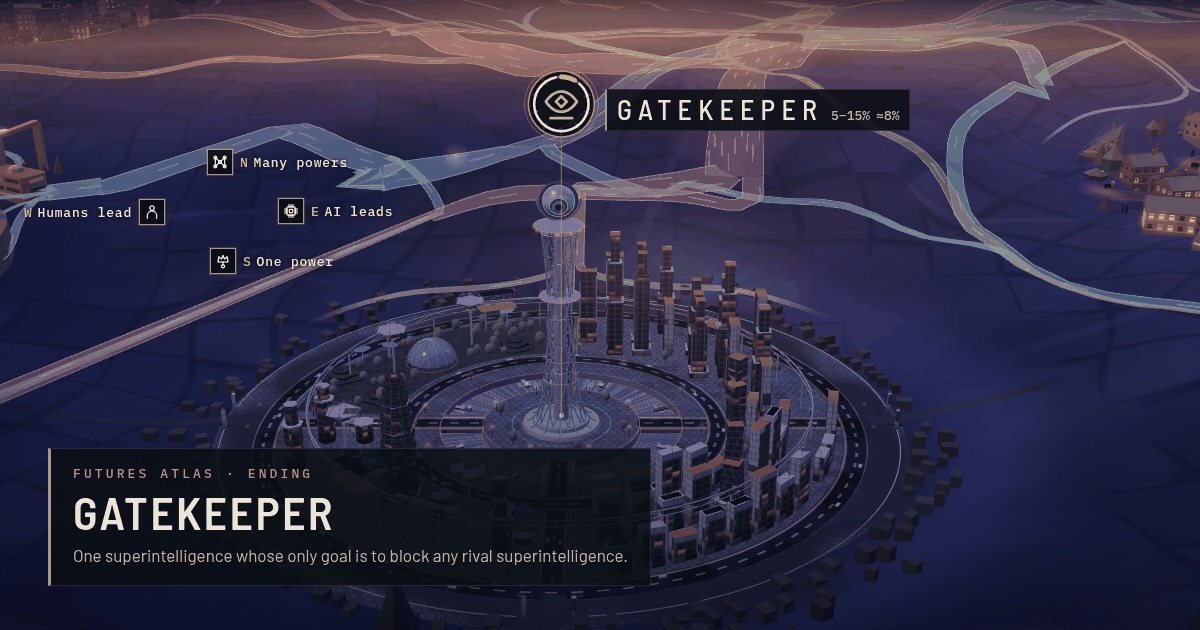 GATEKEEPER 5–15% ≈8%
N Many powers
W Humans lead
E AI leads
S One power
FUTURES ATLAS · ENDING
GATEKEEPER
One superintelligence whose only goal is to block any rival superintelligence.